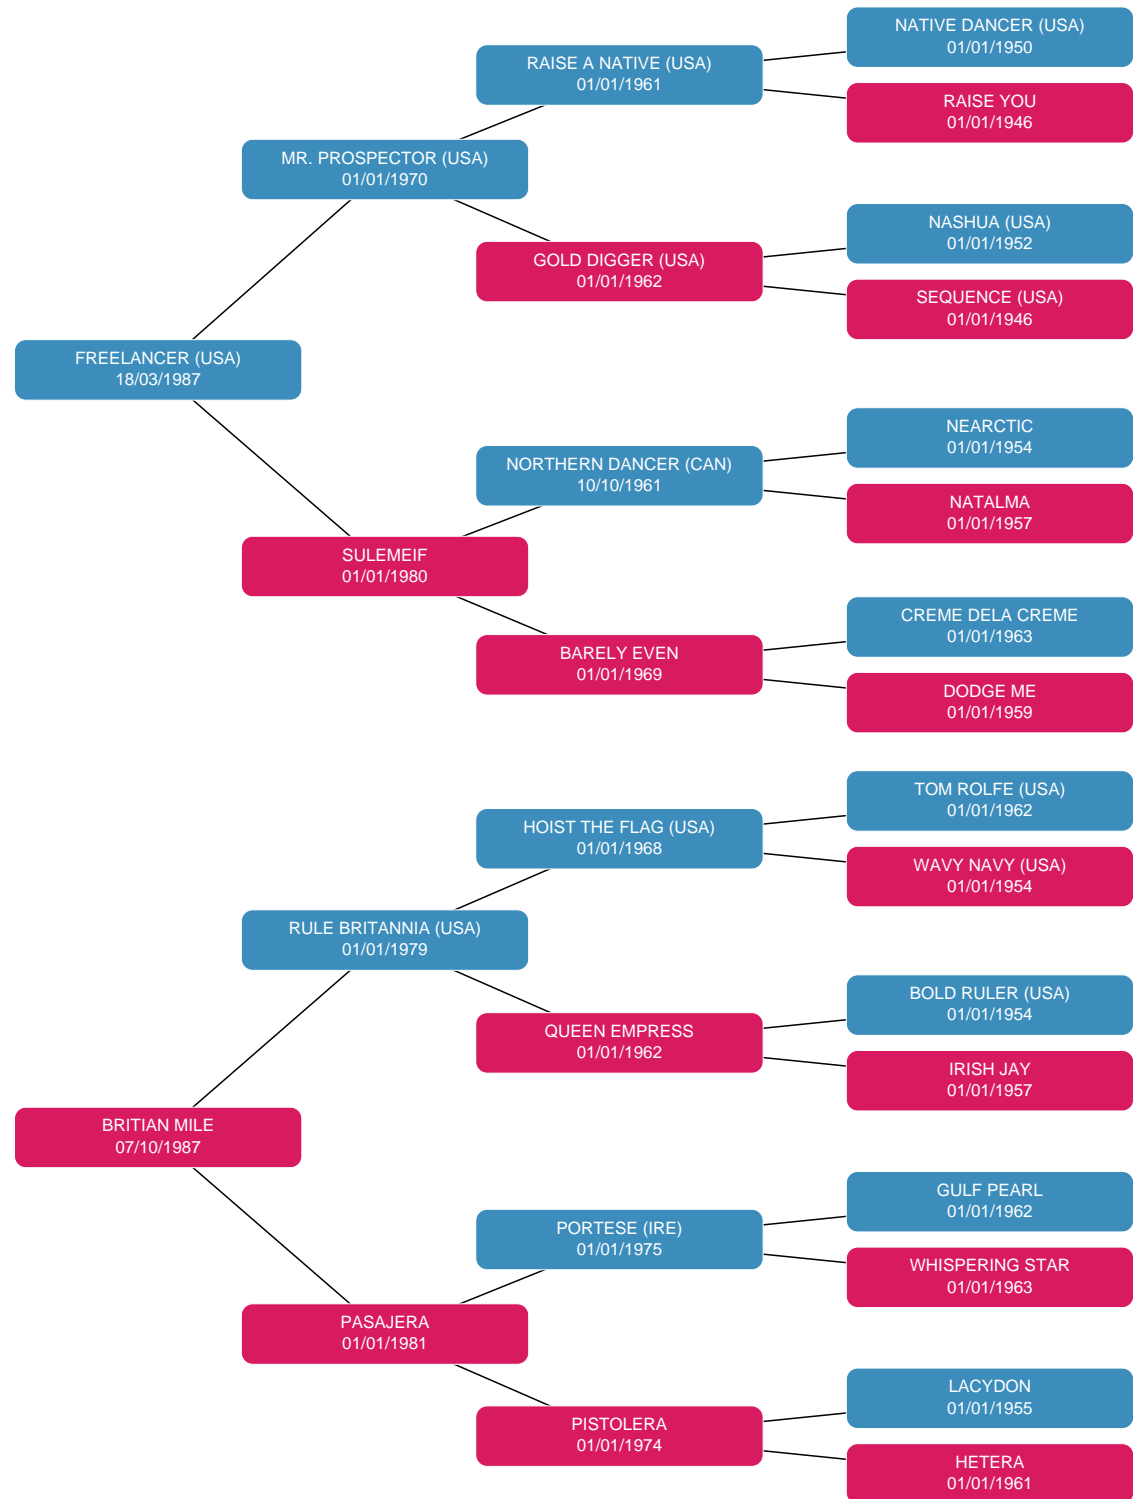 NATIVE DANCER (USA)
01/01/1950
RAISE A NATIVE (USA)
01/01/1961
RAISE YOU
01/01/1946
MR. PROSPECTOR (USA)
01/01/1970
NASHUA (USA)
01/01/1952
GOLD DIGGER (USA)
01/01/1962
SEQUENCE (USA)
01/01/1946
FREELANCER (USA)
18/03/1987
NEARCTIC
01/01/1954
NORTHERN DANCER (CAN)
10/10/1961
NATALMA
01/01/1957
SULEMEIF
01/01/1980
CREME DELA CREME
01/01/1963
BARELY EVEN
01/01/1969
DODGE ME
01/01/1959
TOM ROLFE (USA)
01/01/1962
HOIST THE FLAG (USA)
01/01/1968
WAVY NAVY (USA)
01/01/1954
RULE BRITANNIA (USA)
01/01/1979
BOLD RULER (USA)
01/01/1954
QUEEN EMPRESS
01/01/1962
IRISH JAY
01/01/1957
BRITIAN MILE
07/10/1987
GULF PEARL
01/01/1962
PORTESE (IRE)
01/01/1975
WHISPERING STAR
01/01/1963
PASAJERA
01/01/1981
LACYDON
01/01/1955
PISTOLERA
01/01/1974
HETERA
01/01/1961